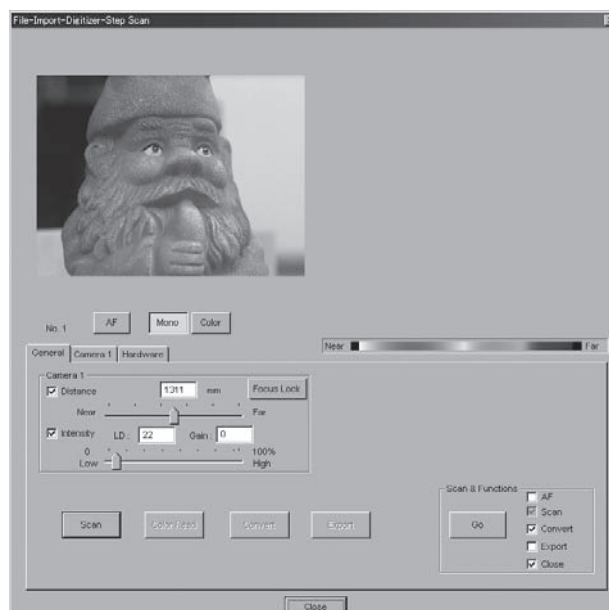 File-Import-Digitizer-Step Scan
No. 1
AF
Mono
Color
Near
Far
General
Camera 1
Hardware
Camera 1
Distance
1311 mm
Focus Lock
Near
Far
Intensity
LD : 22
Gain : 0
0
100%
Low
High
Scan
Color Read
Convert
Export
Scan & Functions
Go
AF
Scan
Convert
Export
Close
Close